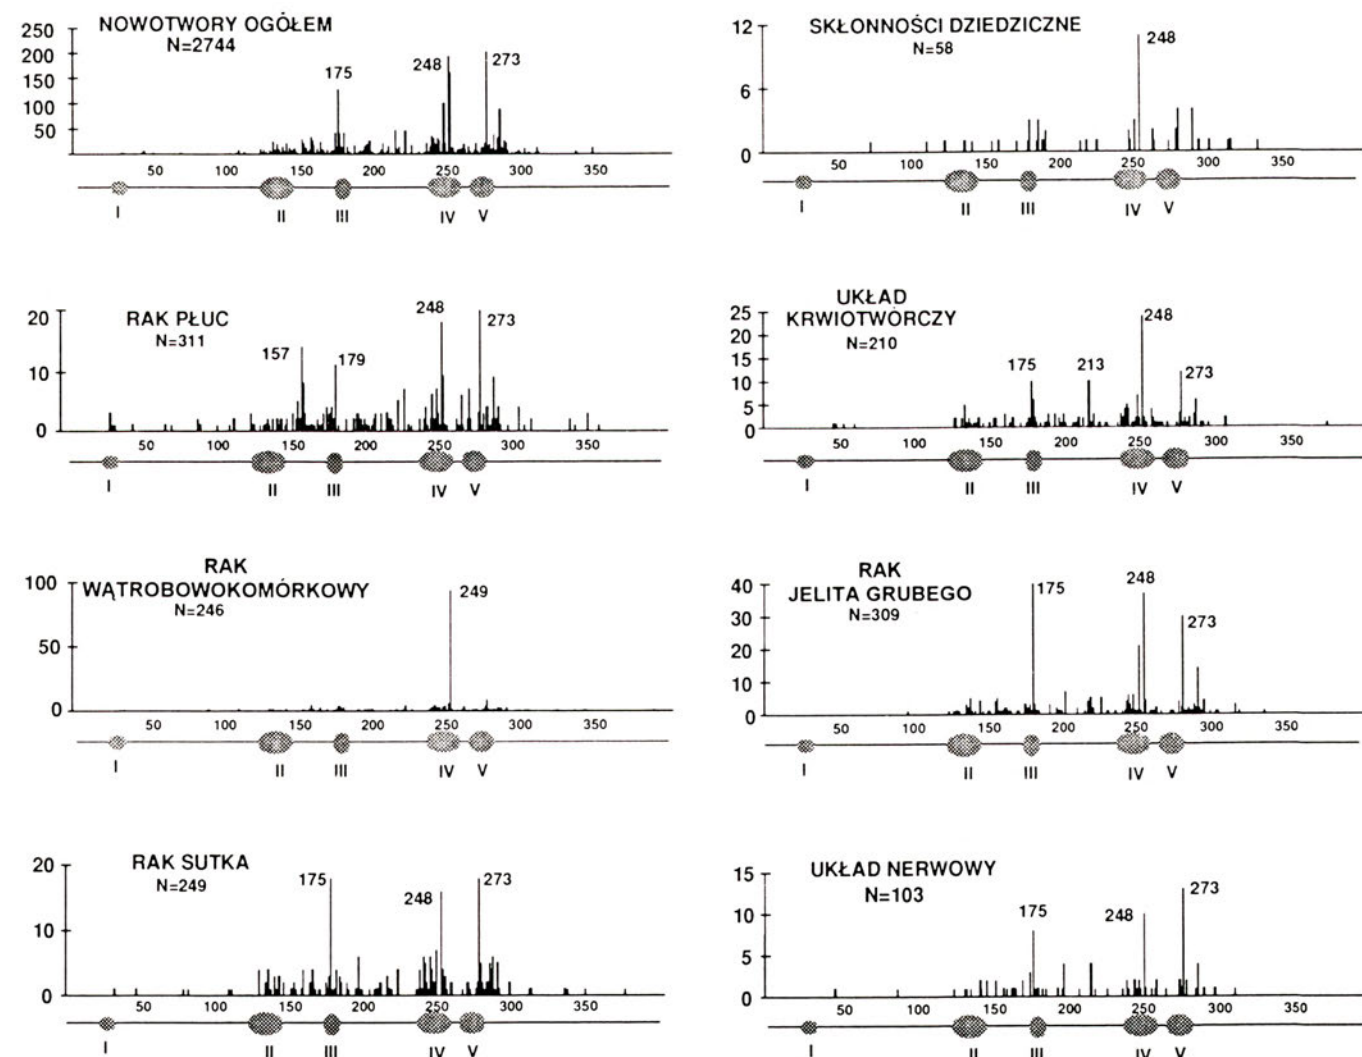 NOWOTWORY OGÓŁEM
N=2744
250
200
150
100
50
175
248
273
50 100 150 200 250 300 350
I II III IV V
SKŁONNOŚCI DZIEDZICZNE
N=58
12
6
0
248
50 100 150 200 250 300 350
I II III IV V
RAK PŁUC
N=311
20
10
0
157
179
248
273
50 100 150 200 250 300 350
I II III IV V
UKŁAD
KRWIOTWÓRCZY
N=210
25
20
15
10
5
0
175
213
248
273
50 100 150 200 250 300 350
I II III IV V
RAK
WĄTROBOWOKOMÓRKOWY
N=246
100
50
0
249
50 100 150 200 250 300 350
I II III IV V
RAK
JELITA GRUBEGO
N=309
40
30
20
10
0
175
248
273
50 100 150 200 250 300 350
I II III IV V
RAK SUTKA
N=249
20
10
0
175
248
273
50 100 150 200 250 300 350
I II III IV V
UKŁAD NERWOWY
N=103
15
10
5
0
175
248
273
50 100 150 200 250 300 350
I II III IV V